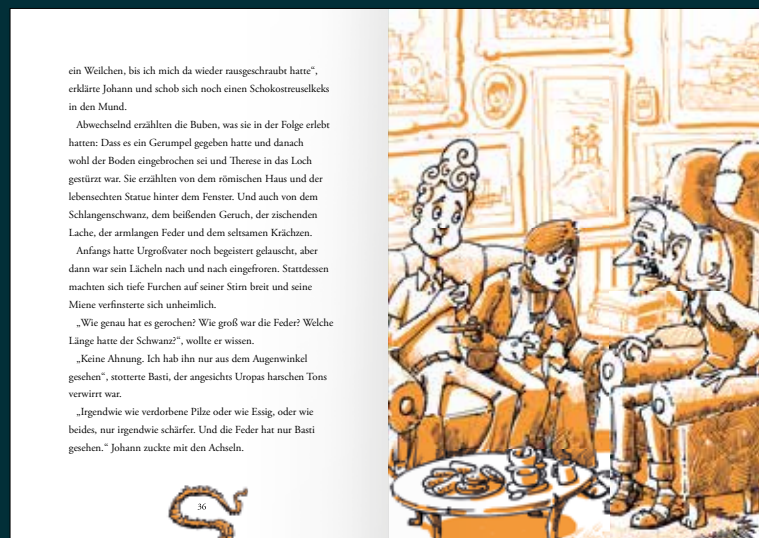 ein Weilchen, bis ich mich da wieder rausgeschraubt hatte“,
erklärte Johann und schob sich noch einen Schokostreuselkeks
in den Mund.
Abwechselnd erzählten die Buben, was sie in der Folge erlebt
hatten: Dass es ein Gerumpel gegeben hatte und danach
wohl der Boden eingebrochen sei und Therese in das Loch
gestürzt war. Sie erzählten von dem römischen Haus und der
lebensechten Statue hinter dem Fenster. Und auch von dem
Schlangenschwanz, dem beißenden Geruch, der zischenden
Lache, der armlangen Feder und dem seltsamen Krächzen.
Anfangs hatte Urgroßvater noch begeistert gelauscht, aber
dann war sein Lächeln nach und nach eingefroren. Stattdessen
machten sich tiefe Furchen auf seiner Stirn breit und seine
Miene verfinsterte sich unheimlich.
„Wie genau hat es gerochen? Wie groß war die Feder? Welche
Länge hatte der Schwanz?“, wollte er wissen.
„Keine Ahnung. Ich hab ihn nur aus dem Augenwinkel
gesehen“, stotterte Basti, der angesichts Uropas harschen Tons
verwirrt war.
„Irgendwie wie verdorbene Pilze oder wie Essig, oder wie
beides, nur irgendwie schärfer. Und die Feder hat nur Basti
gesehen.“ Johann zuckte mit den Achseln.
36